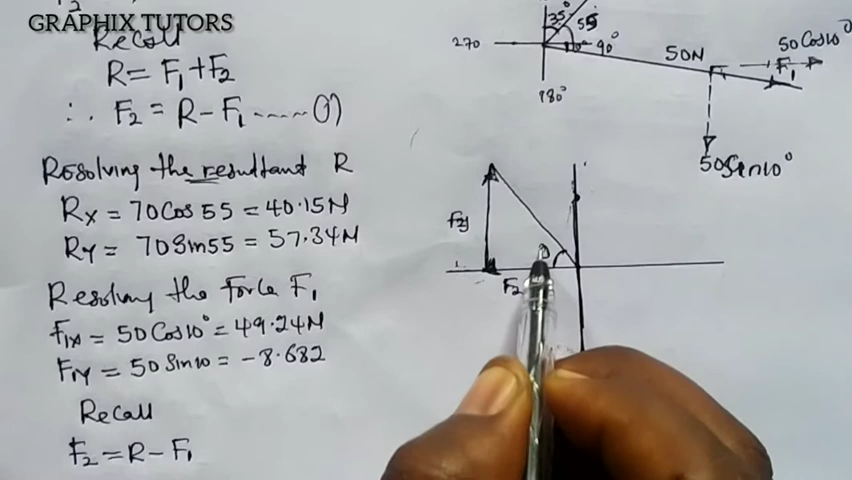 GRAPHIX TUTORS
Recall
R = F₁ + F₂
∴ F₂ = R - F₁ ...... (1)
Resolving the resultant R
Rx = 70 Cos 55 = 40.15N
Ry = 70 Sin 55 = 57.34N
Resolving the force F₁
F₁x = 50 Cos 10° = 49.24N
F₁y = 50 Sin 10 = -8.682
Recall
F₂ = R - F₁
35°
55
270
10°
90°
180°
50N
50 Cos 10°
F₁
50 Sin 10°
F₂y
θ
F₂